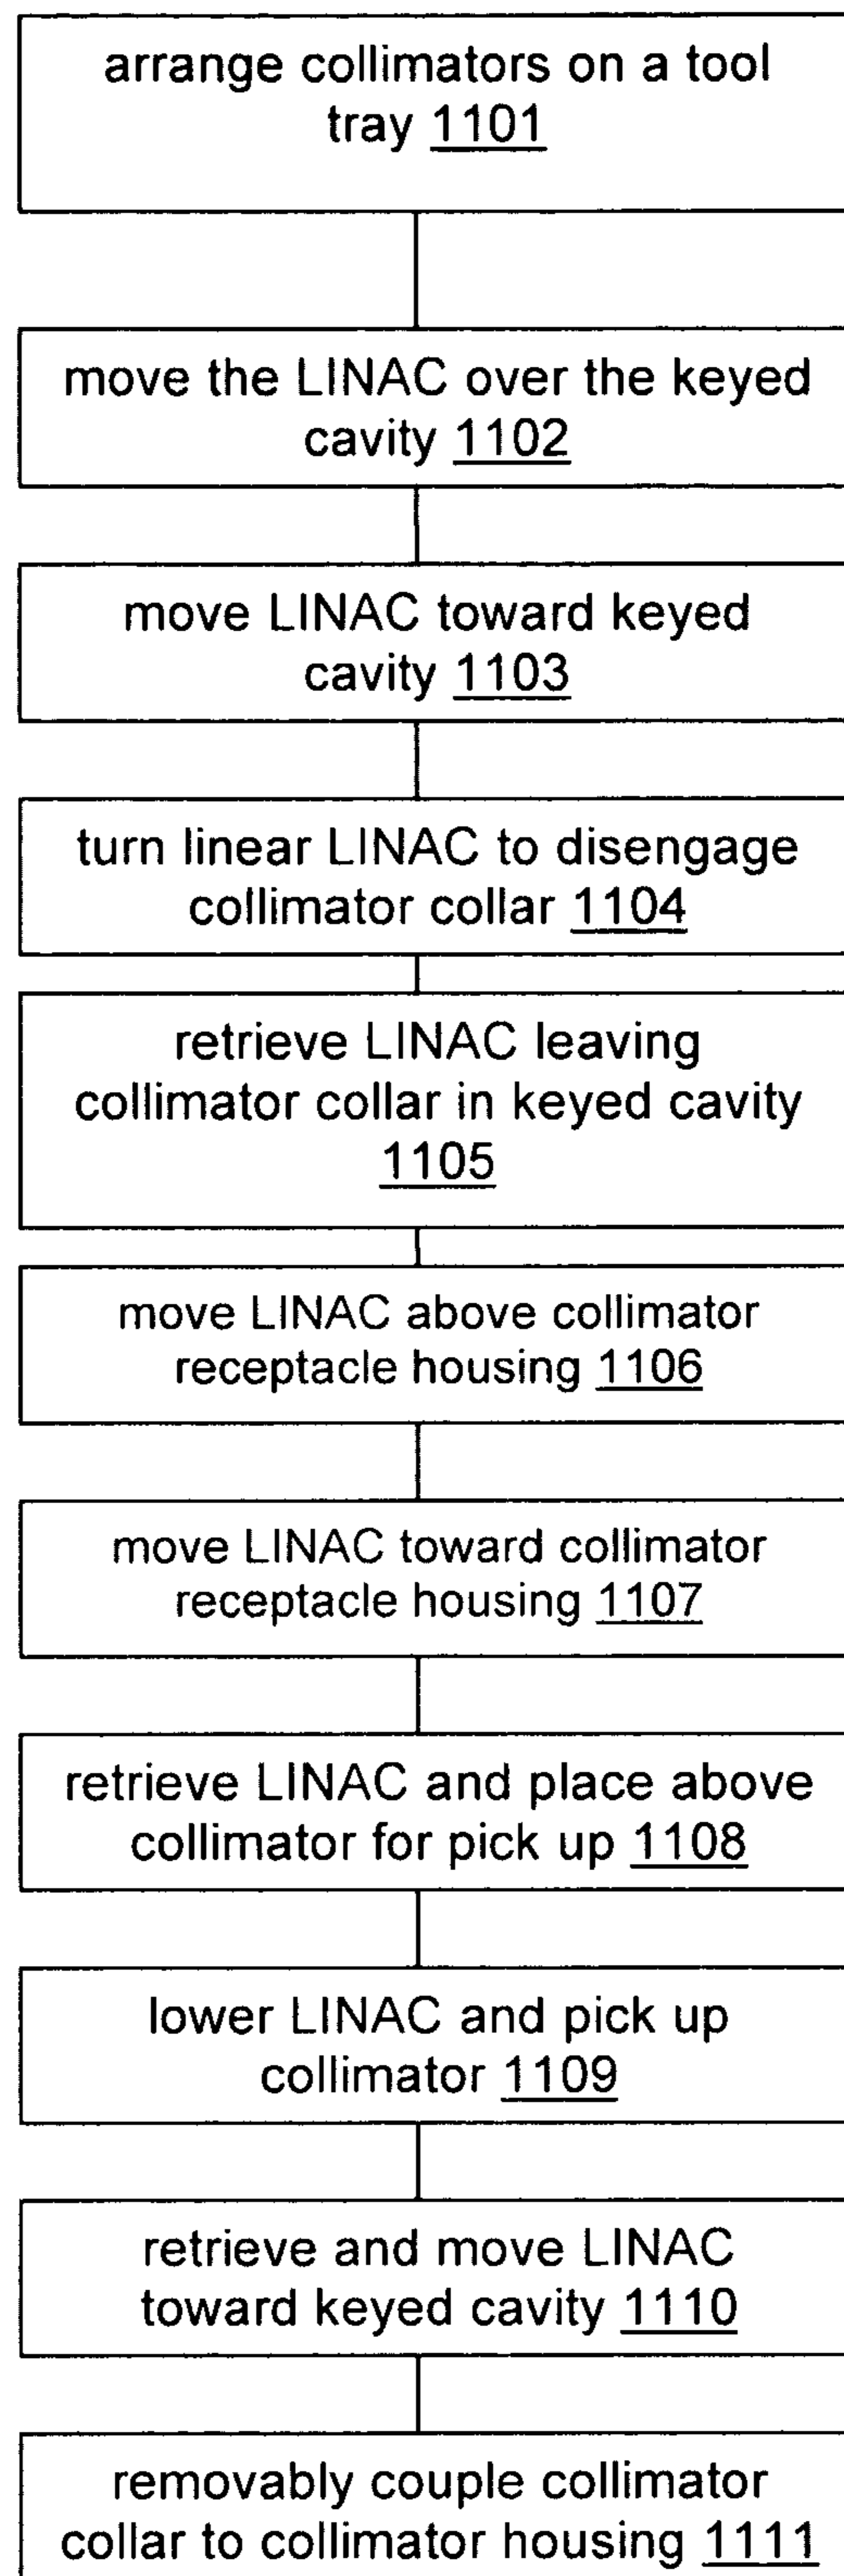 arrange collimators on a tool
tray 1101
move the LINAC over the keyed
cavity 1102
move LINAC toward keyed
cavity 1103
turn linear LINAC to disengage
collimator collar 1104
retrieve LINAC leaving
collimator collar in keyed cavity
1105
move LINAC above collimator
receptacle housing 1106
move LINAC toward collimator
receptacle housing 1107
retrieve LINAC and place above
collimator for pick up 1108
lower LINAC and pick up
collimator 1109
retrieve and move LINAC
toward keyed cavity 1110
removably couple collimator
collar to collimator housing 1111